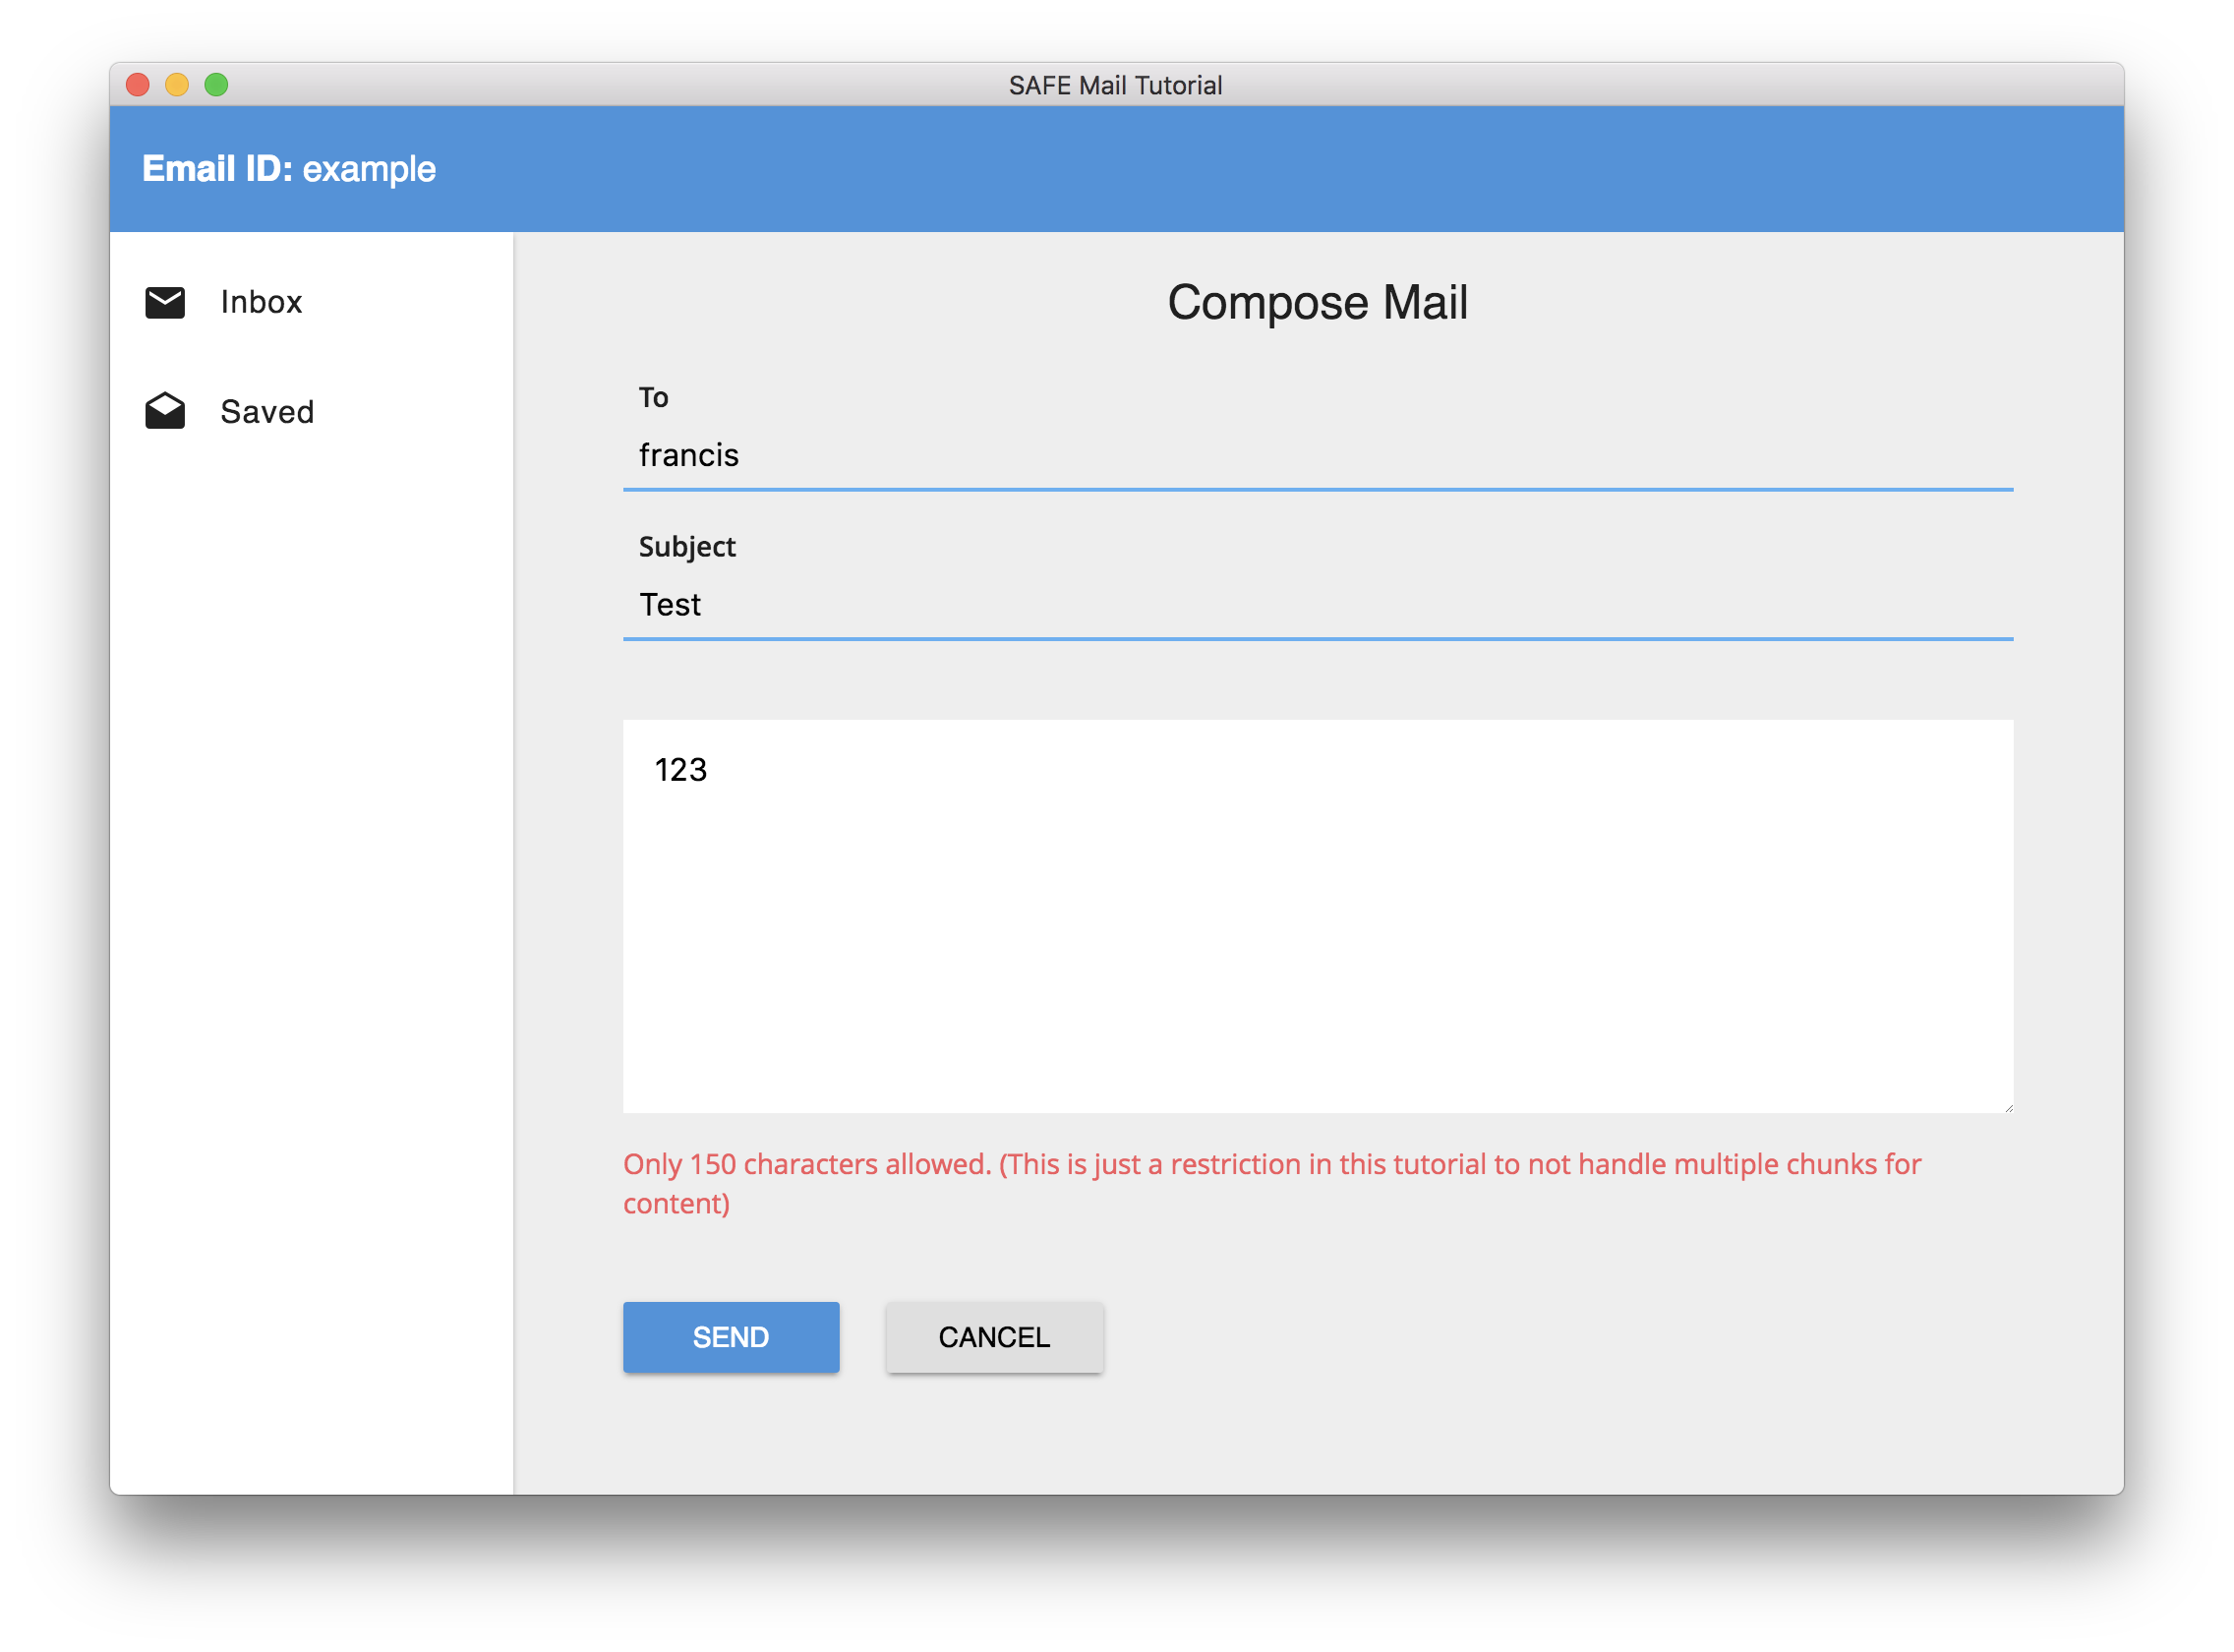 SAFE Mail Tutorial
Email ID: example
Inbox
Saved
Compose Mail
To
francis
Subject
Test
123
Only 150 characters allowed. (This is just a restriction in this tutorial to not handle multiple chunks for
content)
SEND
CANCEL